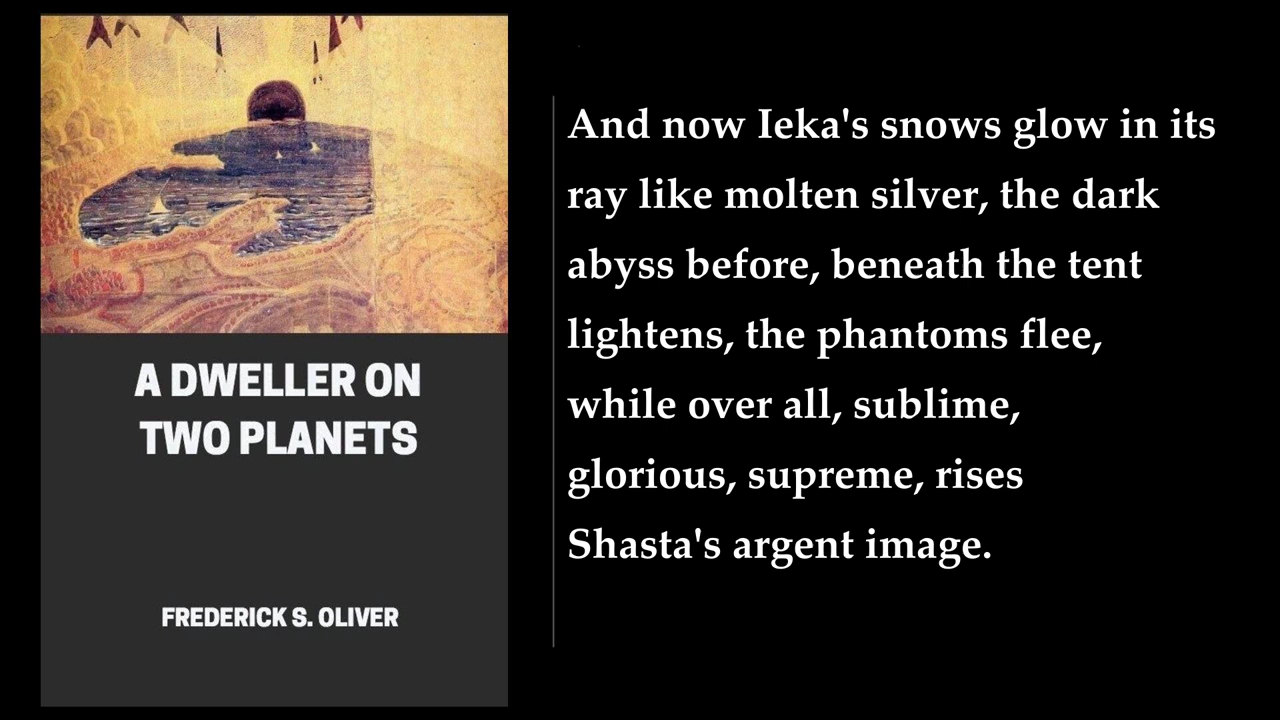 A DWELLER ON
TWO PLANETS
FREDERICK S. OLIVER
And now Ieka's snows glow in its
ray like molten silver, the dark
abyss before, beneath the tent
lightens, the phantoms flee,
while over all, sublime,
glorious, supreme, rises
Shasta's argent image.